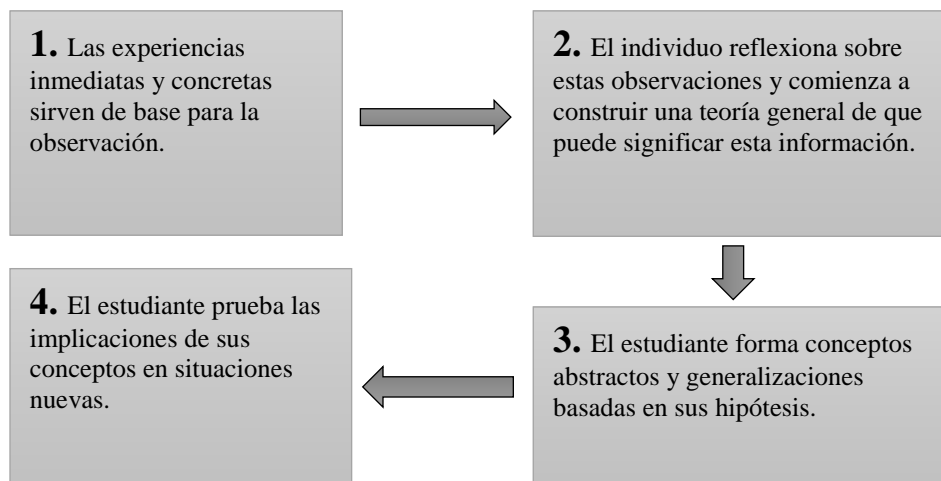 1. Las experiencias
inmediatas y concretas
sirven de base para la
observación.
2. El individuo reflexiona sobre
estas observaciones y comienza a
construir una teoría general de que
puede significar esta información.
3. El estudiante forma conceptos
abstractos y generalizaciones
basadas en sus hipótesis.
4. El estudiante prueba las
implicaciones de sus
conceptos en situaciones
nuevas.